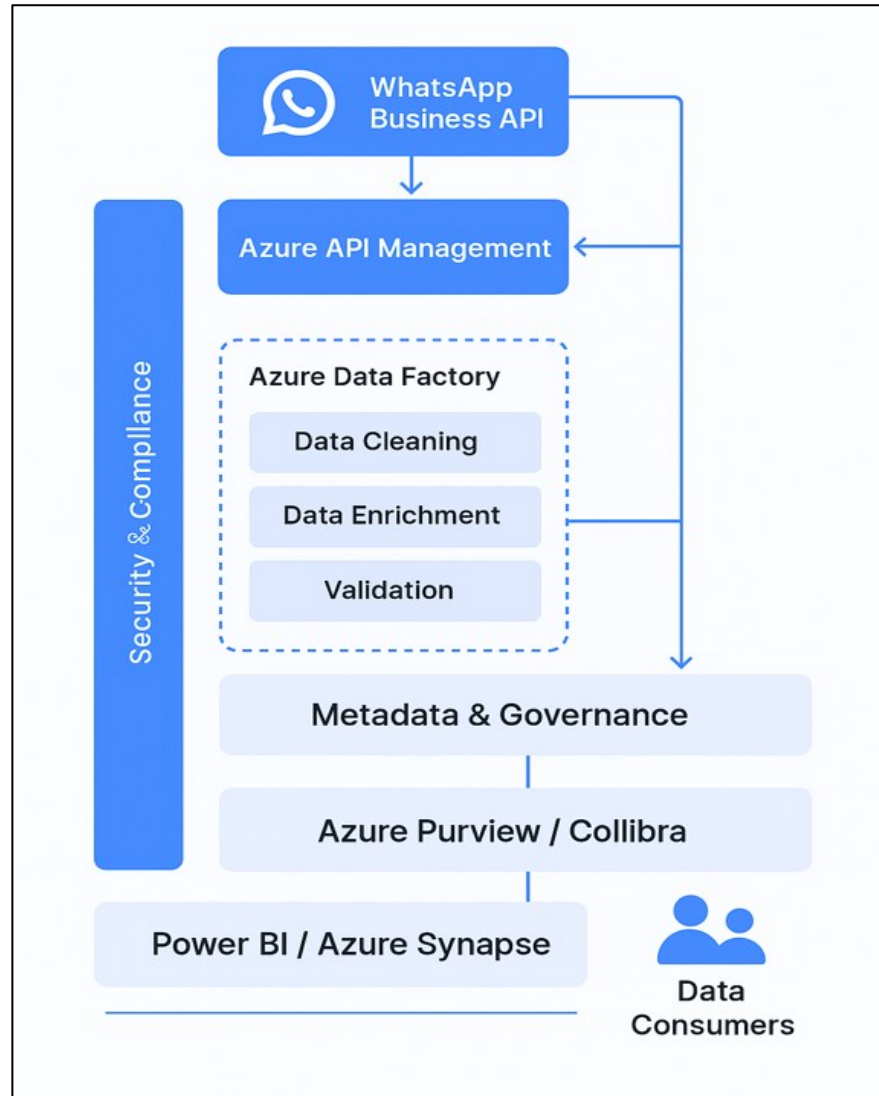 WhatsApp
Business API
Azure API Management
Security & Compliance
Azure Data Factory
Data Cleaning
Data Enrichment
Validation
Metadata & Governance
Azure Purview / Collibra
Power BI / Azure Synapse
Data
Consumers